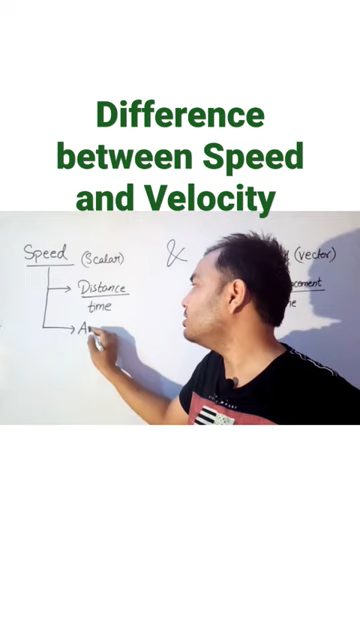 Difference
between Speed
and Velocity
Speed (Scalar) & (vector)
Distance
time